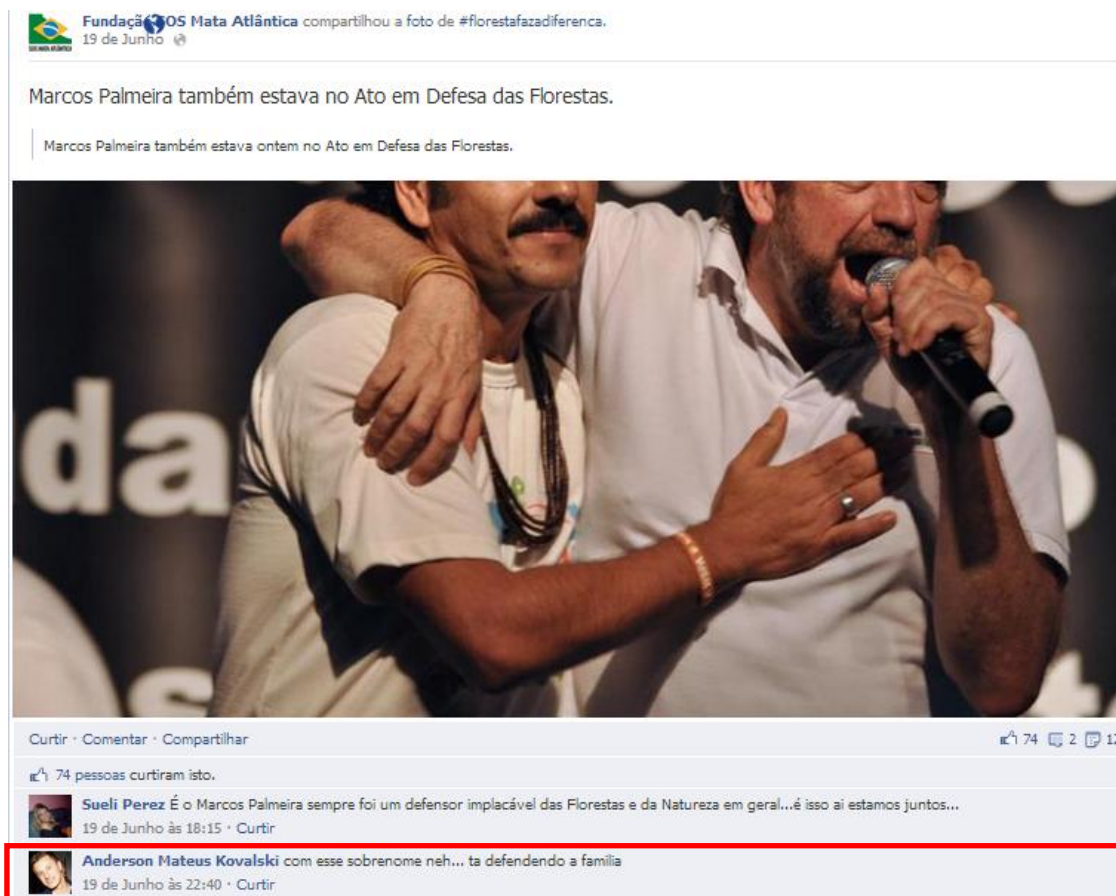 Fundação SOS Mata Atlântica compartilhou a foto de #florestafazadiferenca.
19 de Junho
Marcos Palmeira também estava no Ato em Defesa das Florestas.
Marcos Palmeira também estava ontem no Ato em Defesa das Florestas.
da
Curtir · Comentar · Compartilhar
74 2 12
74 pessoas curtiram isto.
Sueli Perez É o Marcos Palmeira sempre foi um defensor implacável das Florestas e da Natureza em geral...é isso ai estamos juntos...
19 de Junho às 18:15 · Curtir
Anderson Mateus Kovalski com esse sobrenome neh... ta defendendo a familia
19 de Junho às 22:40 · Curtir